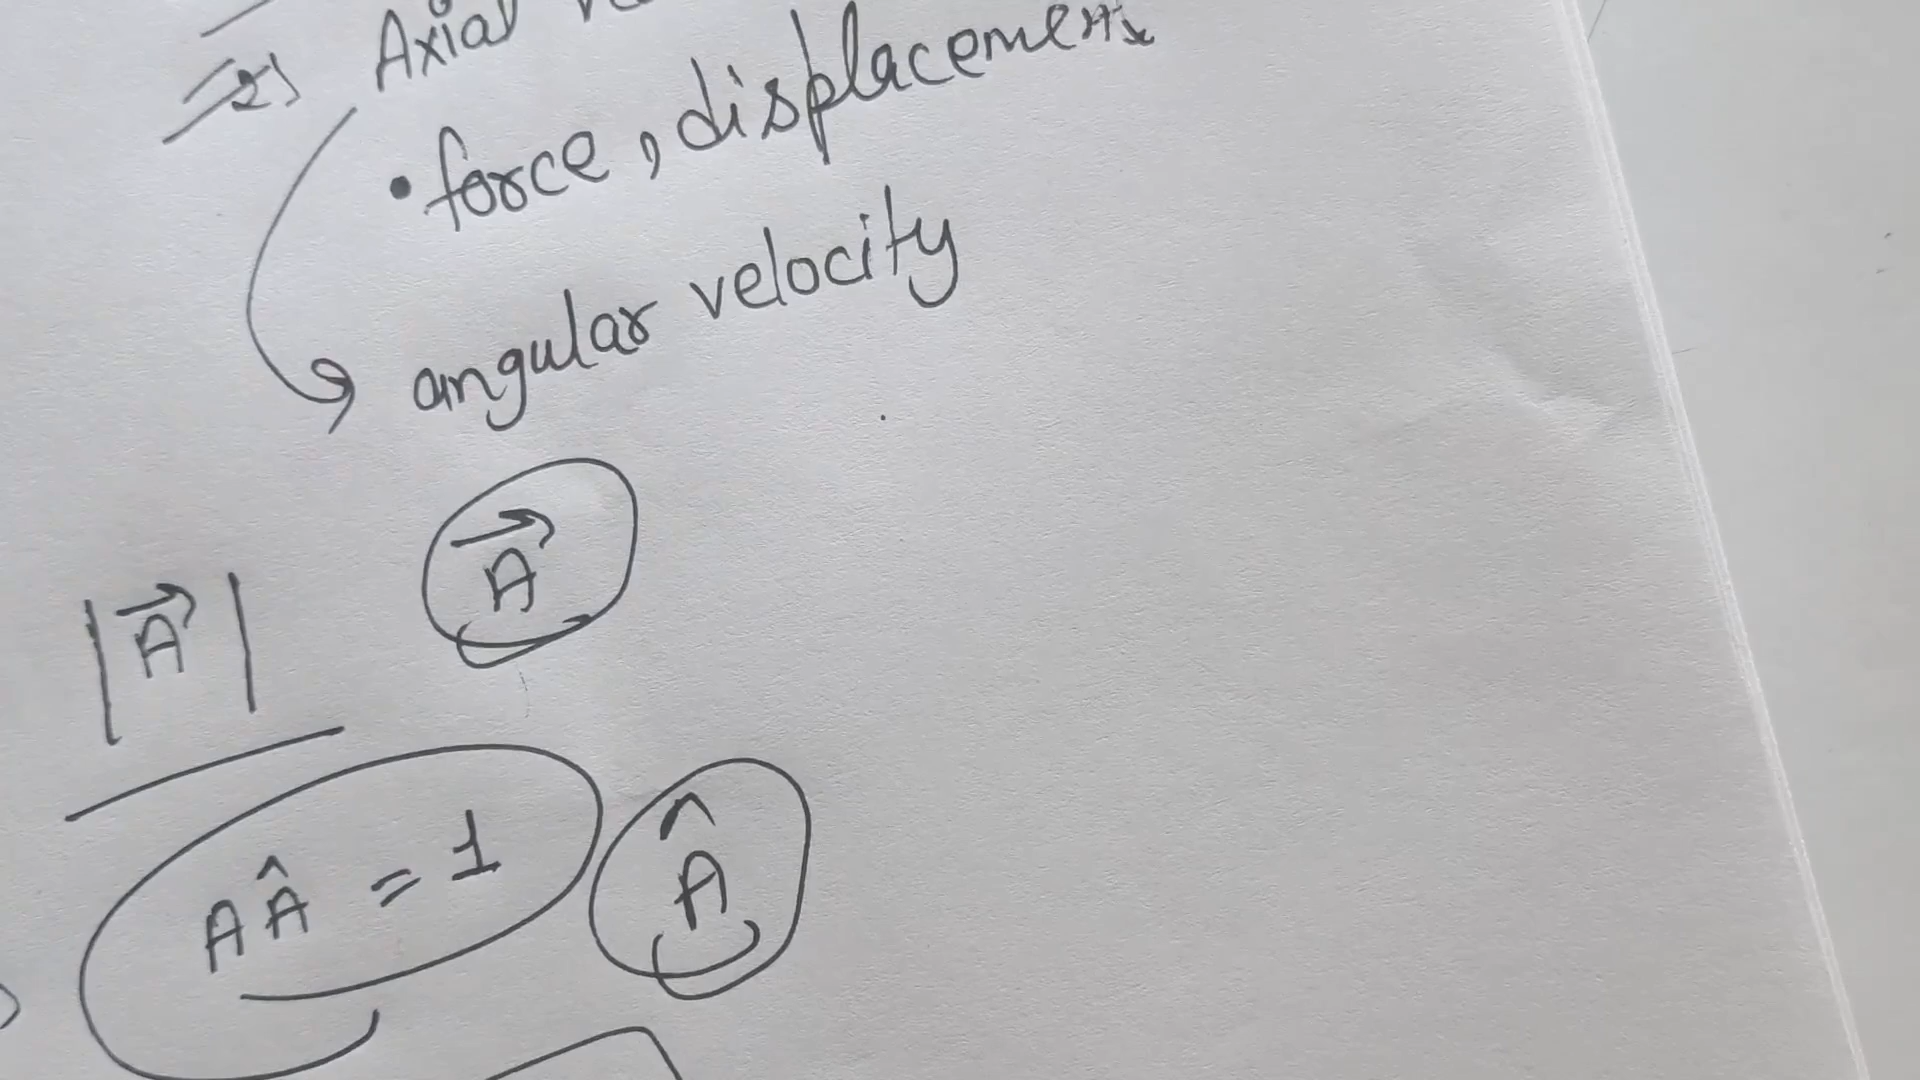 2) Axial
• force, displacement
angular velocity
A⃗
|A⃗|
AÂ = 1
Â